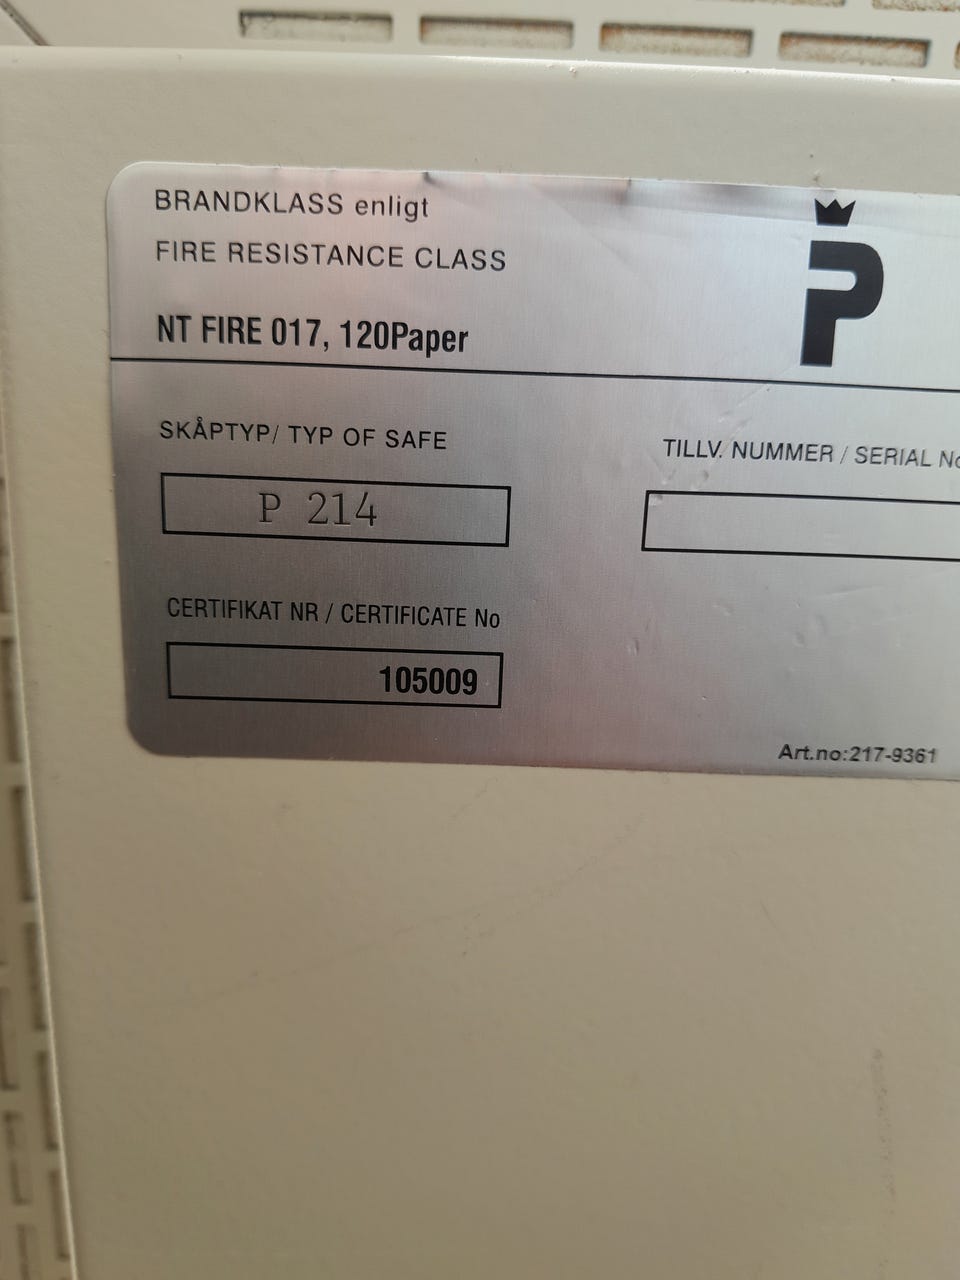 BRANDKLASS enligt
FIRE RESISTANCE CLASS
NT FIRE 017, 120Paper
P
SKÅPTYP/ TYP OF SAFE
TILLV. NUMMER / SERIAL No
P 214
CERTIFIKAT NR / CERTIFICATE No
105009
Art.no:217-9361